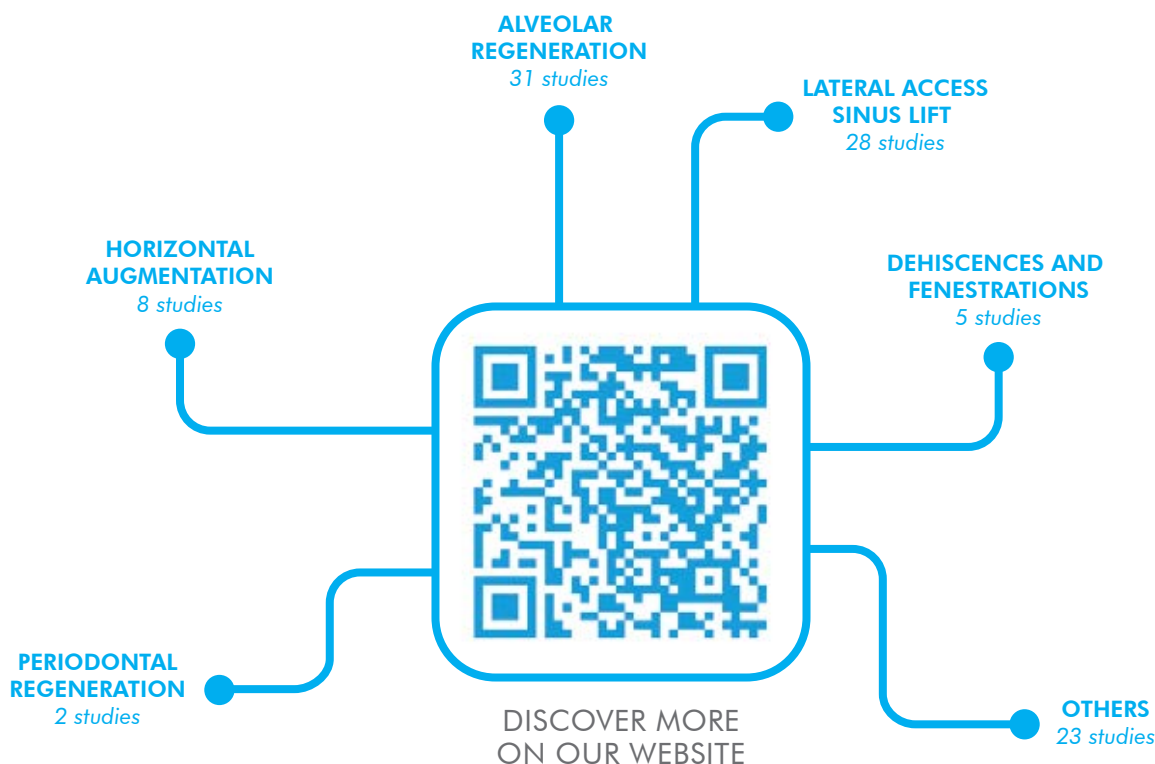 ALVEOLAR
REGENERATION
31 studies
LATERAL ACCESS
SINUS LIFT
28 studies
HORIZONTAL
AUGMENTATION
8 studies
DEHISCENCES AND
FENESTRATIONS
5 studies
PERIODONTAL
REGENERATION
2 studies
OTHERS
23 studies
DISCOVER MORE
ON OUR WEBSITE